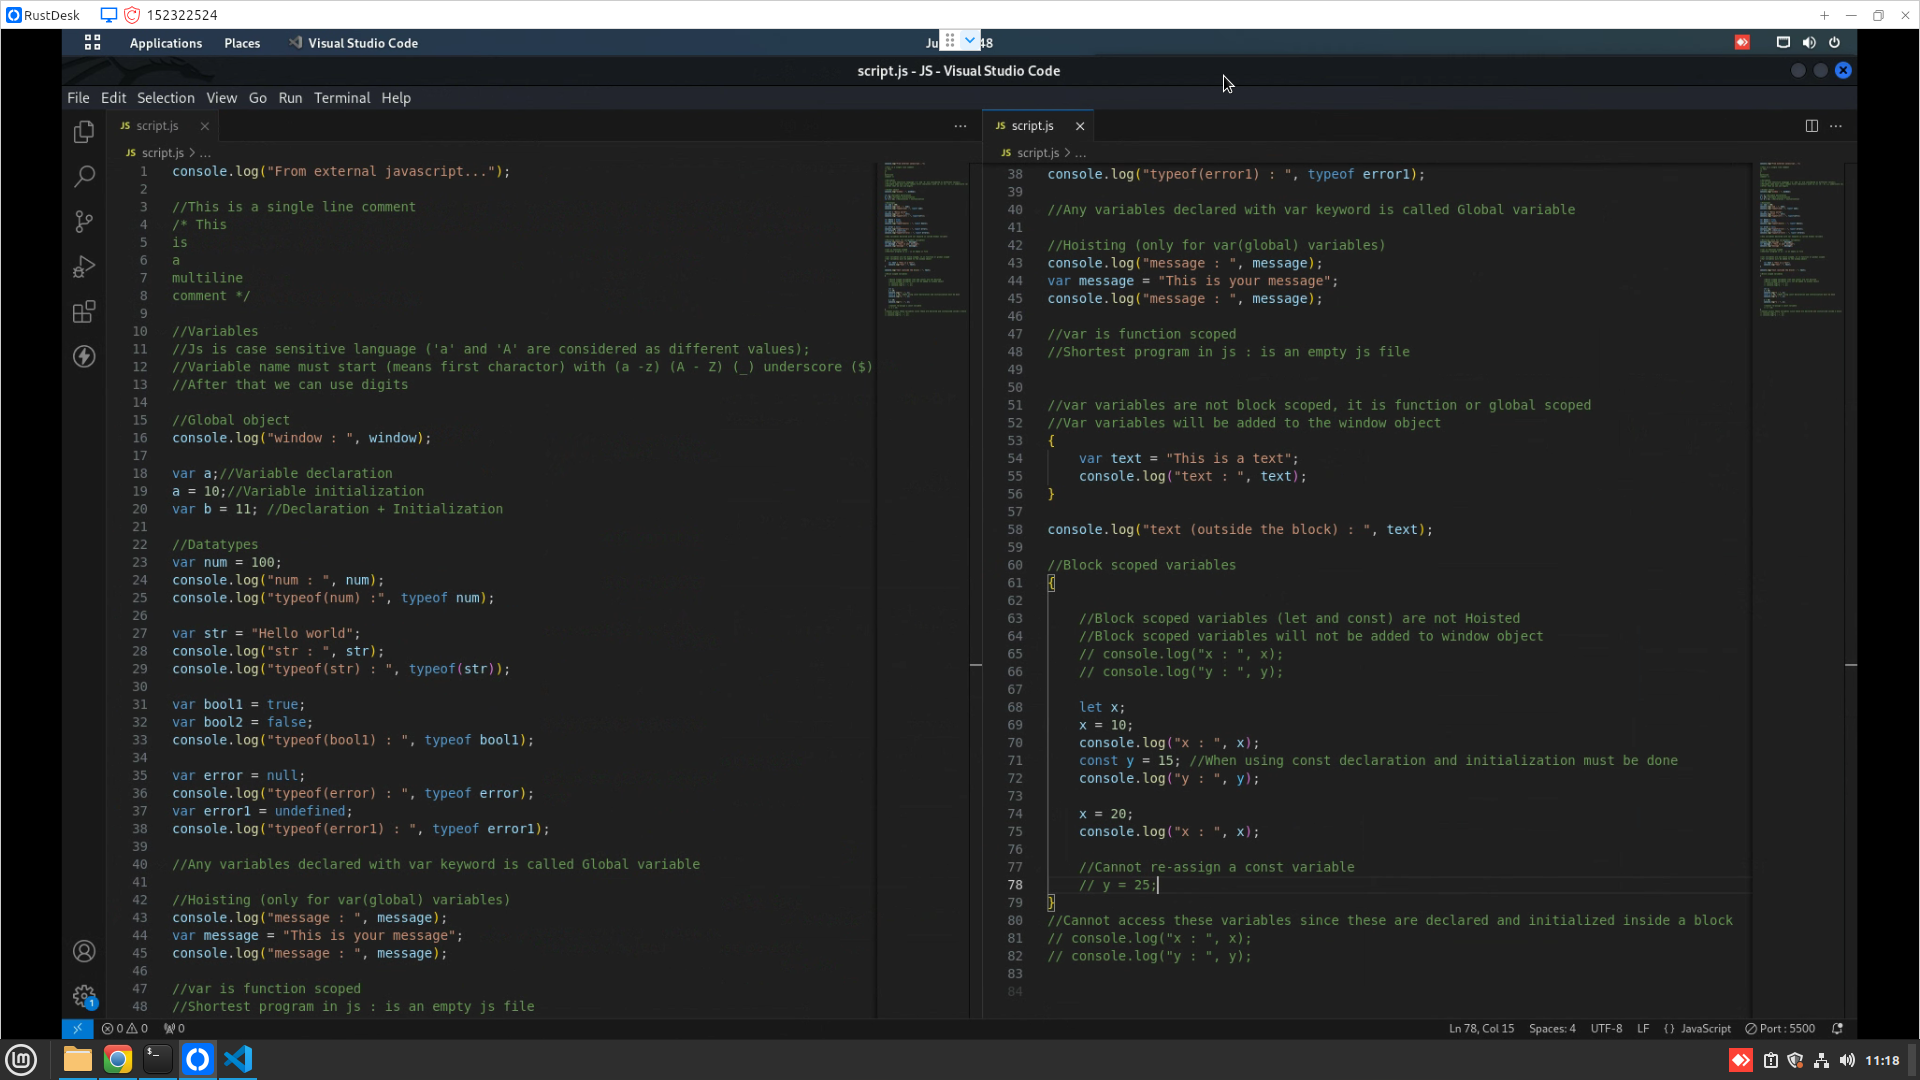 RustDesk 152322524
Applications Places Visual Studio Code Ju 48
script.js - JS - Visual Studio Code
File Edit Selection View Go Run Terminal Help
JS script.js
JS script.js > ...
1 console.log("From external javascript...");
2
3 //This is a single line comment
4 /* This
5 is
6 a
7 multiline
8 comment */
9
10 //Variables
11 //Js is case sensitive language ('a' and 'A' are considered as different values);
12 //Variable name must start (means first charactor) with (a -z) (A - Z) (_) underscore ($)
13 //After that we can use digits
14
15 //Global object
16 console.log("window : ", window);
17
18 var a;//Variable declaration
19 a = 10;//Variable initialization
20 var b = 11; //Declaration + Initialization
21
22 //Datatypes
23 var num = 100;
24 console.log("num : ", num);
25 console.log("typeof(num) :", typeof num);
26
27 var str = "Hello world";
28 console.log("str : ", str);
29 console.log("typeof(str) : ", typeof(str));
30
31 var bool1 = true;
32 var bool2 = false;
33 console.log("typeof(bool1) : ", typeof bool1);
34
35 var error = null;
36 console.log("typeof(error) : ", typeof error);
37 var error1 = undefined;
38 console.log("typeof(error1) : ", typeof error1);
39
40 //Any variables declared with var keyword is called Global variable
41
42 //Hoisting (only for var(global) variables)
43 console.log("message : ", message);
44 var message = "This is your message";
45 console.log("message : ", message);
46
47 //var is function scoped
48 //Shortest program in js : is an empty js file
JS script.js
JS script.js > ...
38 console.log("typeof(error1) : ", typeof error1);
39
40 //Any variables declared with var keyword is called Global variable
41
42 //Hoisting (only for var(global) variables)
43 console.log("message : ", message);
44 var message = "This is your message";
45 console.log("message : ", message);
46
47 //var is function scoped
48 //Shortest program in js : is an empty js file
49
50
51 //var variables are not block scoped, it is function or global scoped
52 //Var variables will be added to the window object
53 {
54 var text = "This is a text";
55 console.log("text : ", text);
56 }
57
58 console.log("text (outside the block) : ", text);
59
60 //Block scoped variables
61 {
62
63 //Block scoped variables (let and const) are not Hoisted
64 //Block scoped variables will not be added to window object
65 // console.log("x : ", x);
66 // console.log("y : ", y);
67
68 let x;
69 x = 10;
70 console.log("x : ", x);
71 const y = 15; //When using const declaration and initialization must be done
72 console.log("y : ", y);
73
74 x = 20;
75 console.log("x : ", x);
76
77 //Cannot re-assign a const variable
78 // y = 25;
79 }
80 //Cannot access these variables since these are declared and initialized inside a block
81 // console.log("x : ", x);
82 // console.log("y : ", y);
83
84
1
0 0 0 Ln 78, Col 15 Spaces: 4 UTF-8 LF {} JavaScript Port : 5500
11:18